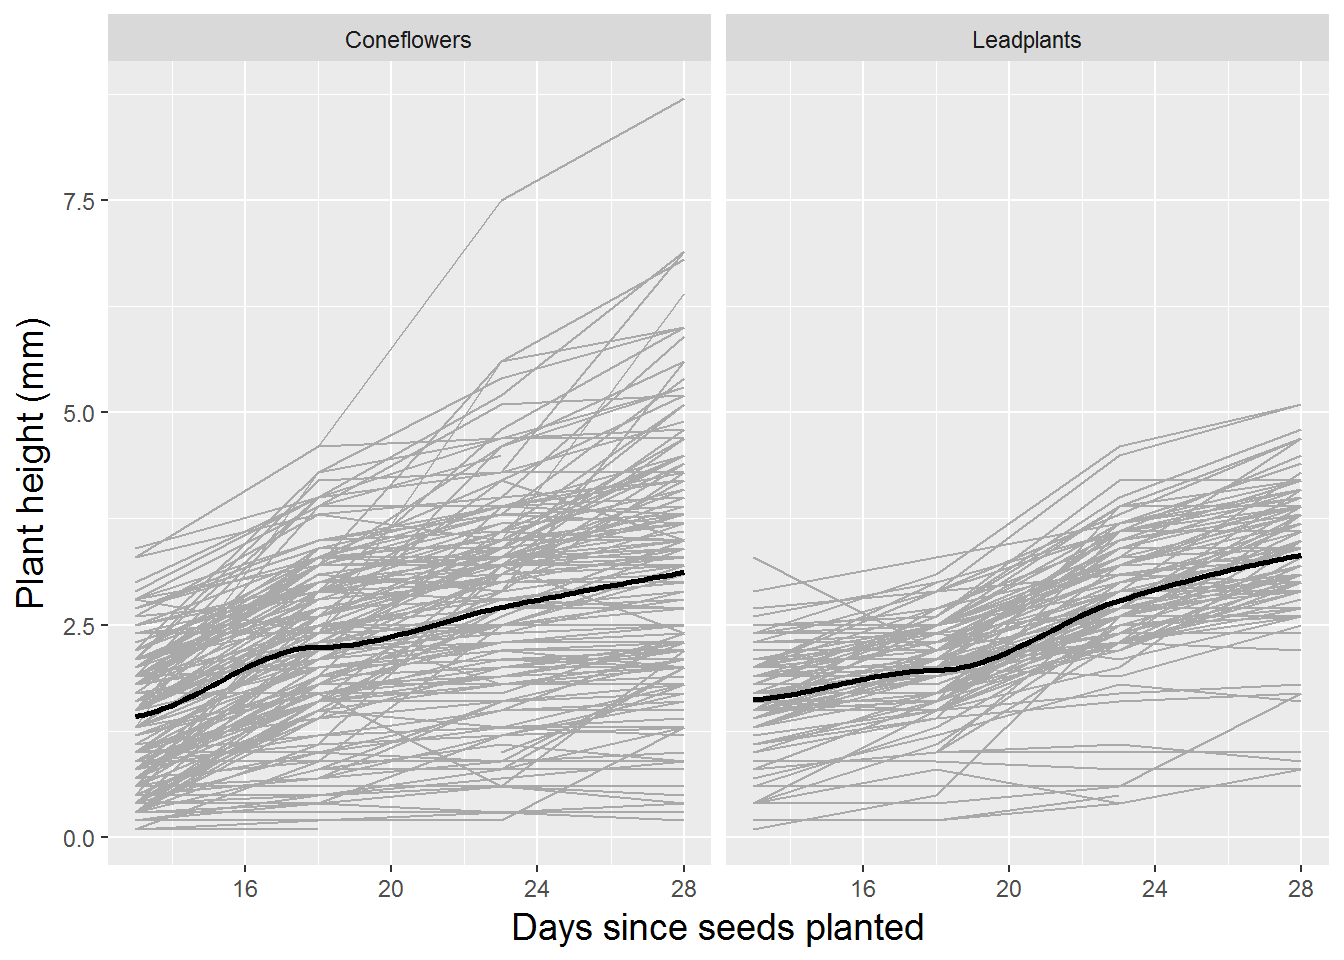 Coneflowers
Leadplants
Plant height (mm)
7.5
5.0
2.5
0.0
16 20 24 28
16 20 24 28
Days since seeds planted